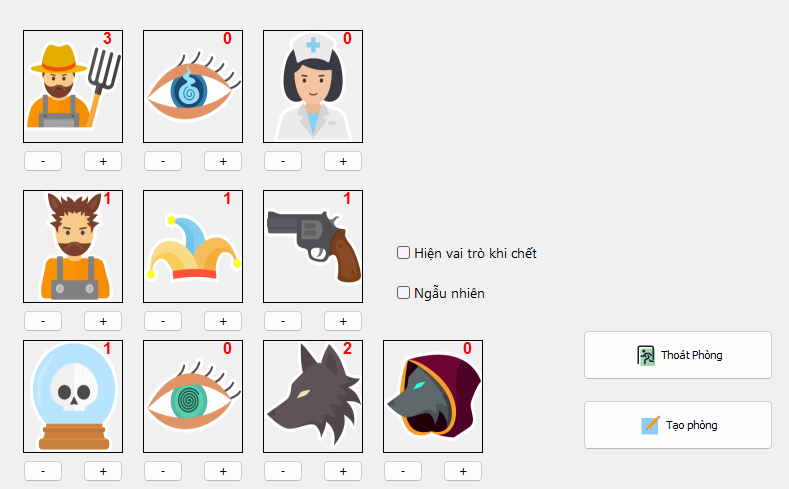 3 0 0
- + - + - +
1 1 1
Hiện vai trò khi chết
Ngẫu nhiên
- + - + - +
1 0 2 0
Thoát Phòng
Tạo phòng
- + - + - + - +